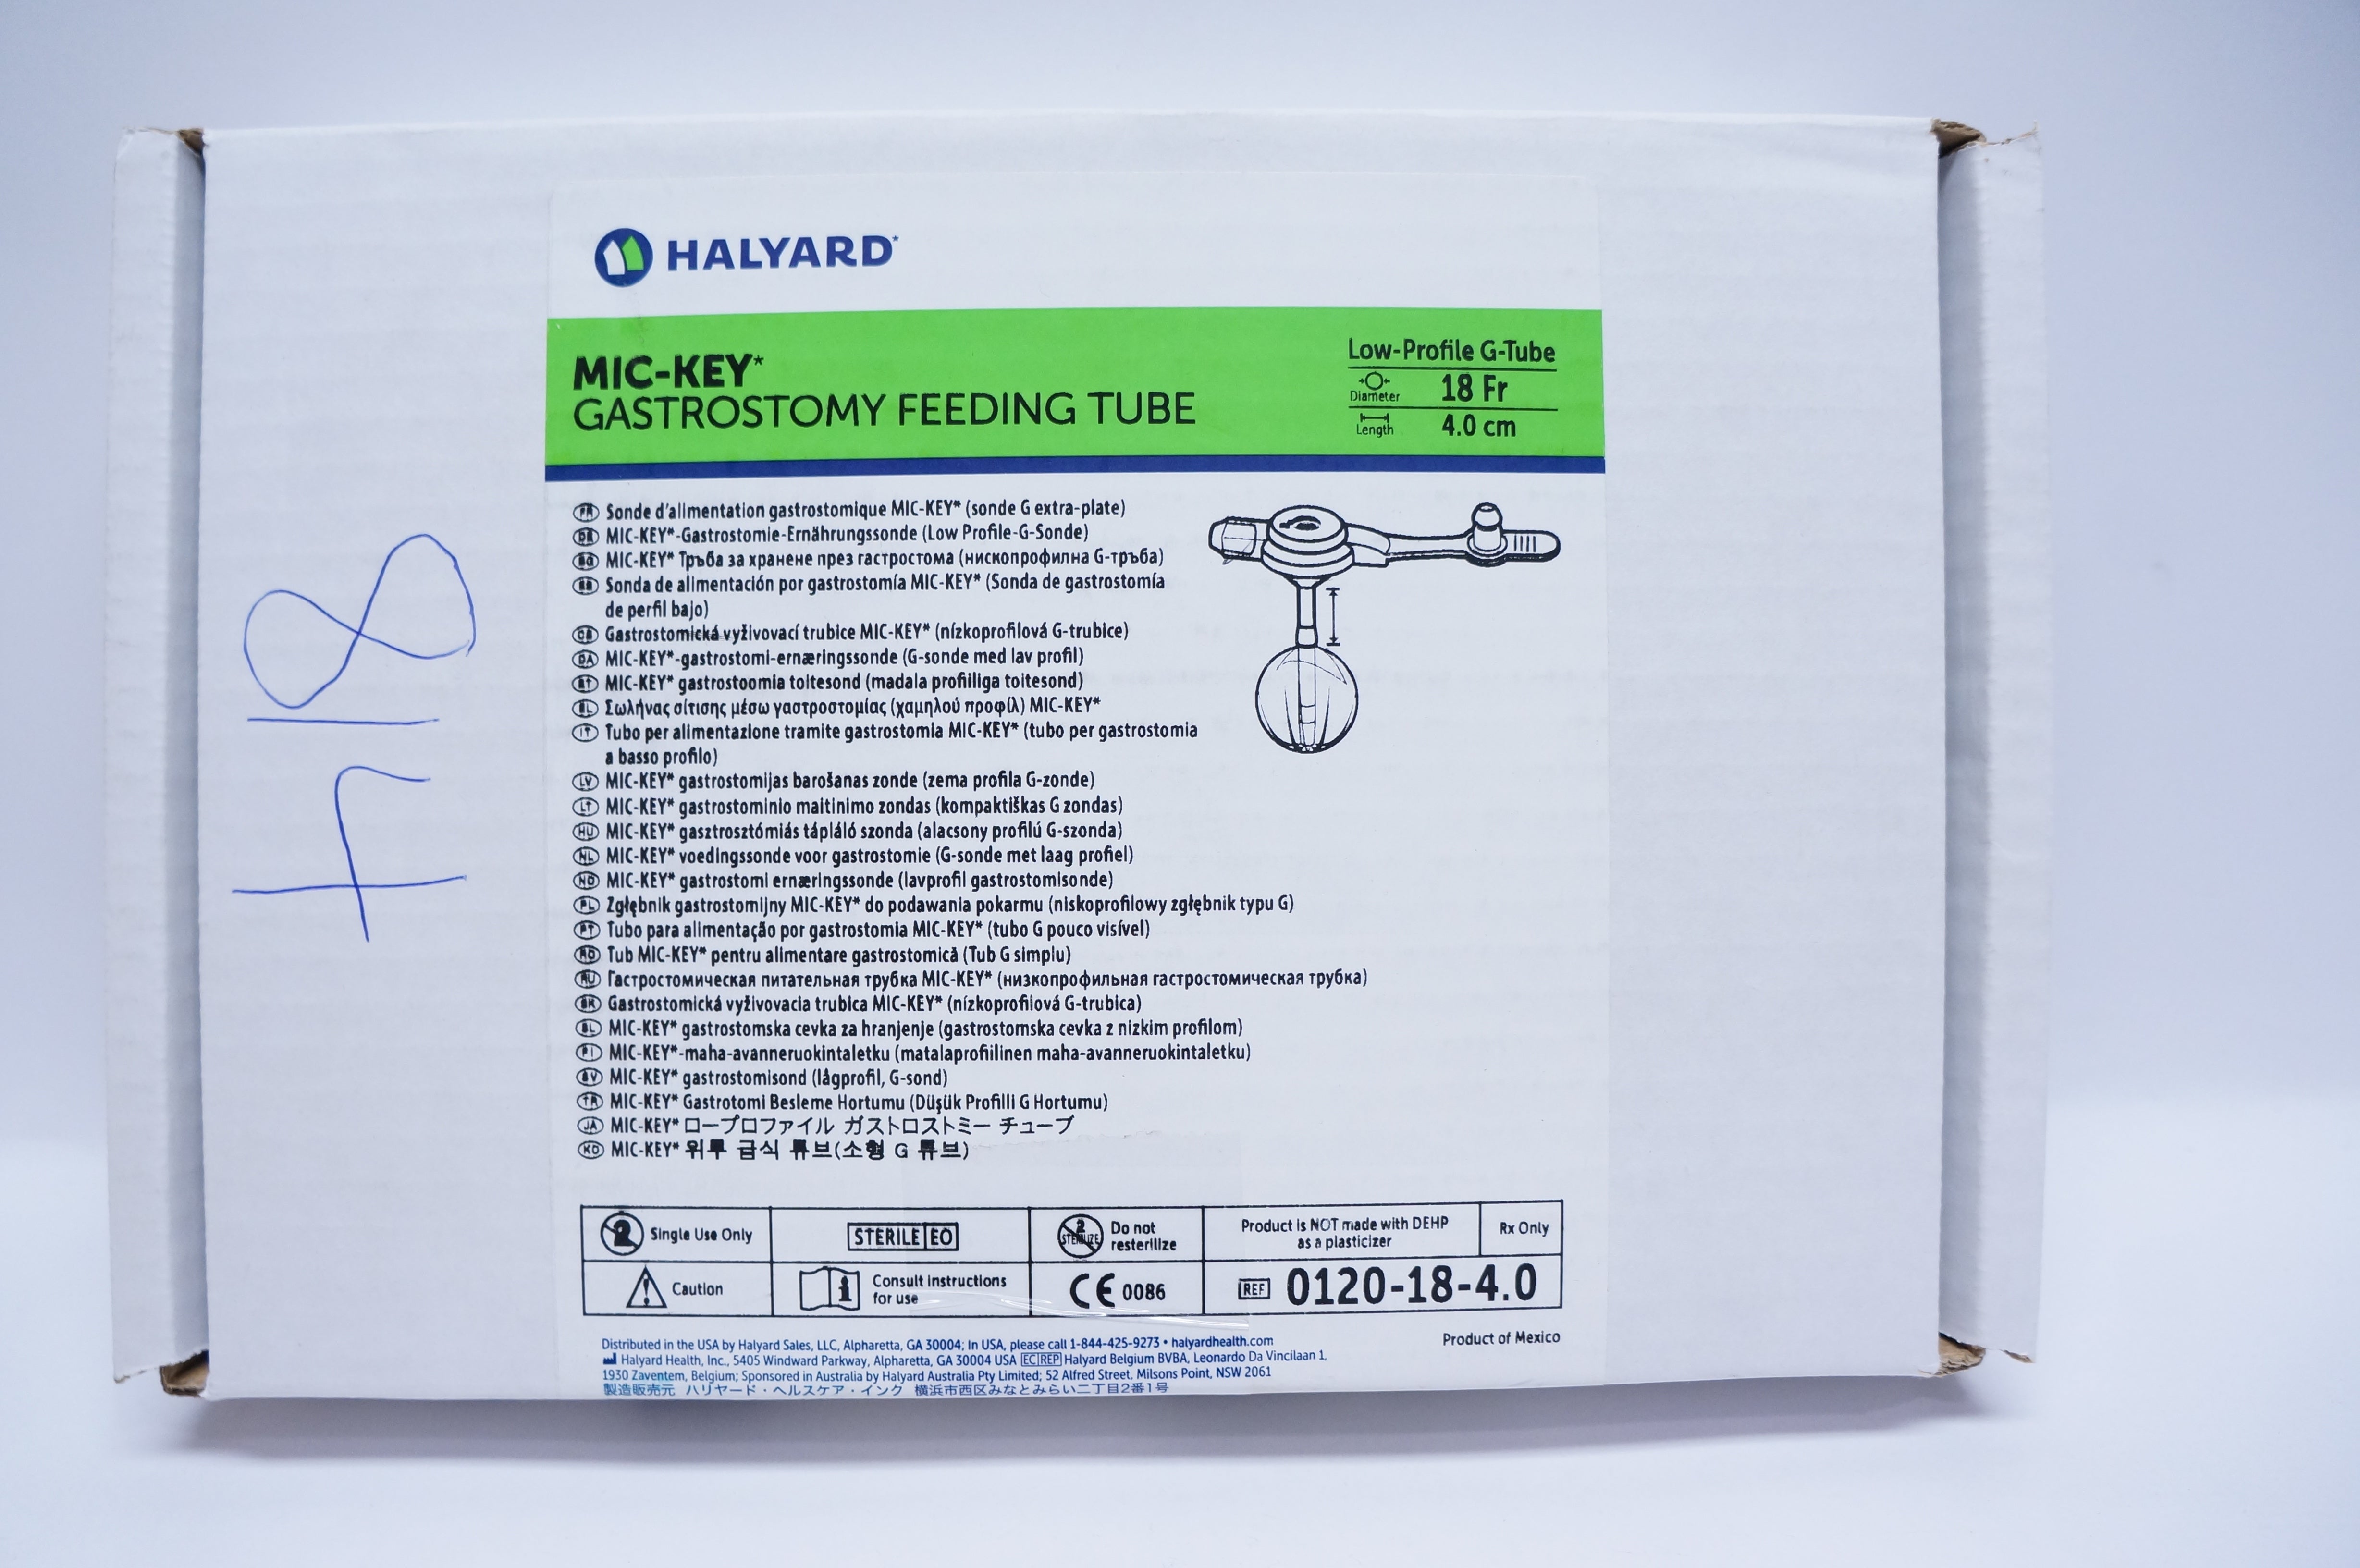 HALYARD*
MIC-KEY*
GASTROSTOMY FEEDING TUBE
Low-Profile G-Tube
Diameter 18 Fr
Length 4.0 cm
FR Sonde d'alimentation gastrostomique MIC-KEY* (sonde G extra-plate)
DE MIC-KEY*-Gastrostomie-Ernährungssonde (Low Profile-G-Sonde)
BG MIC-KEY* Тръба за хранене през гастростома (нископрофилна G-тръба)
ES Sonda de alimentación por gastrostomía MIC-KEY* (Sonda de gastrostomía
de perfil bajo)
CS Gastrostomická vyživovací trubice MIC-KEY* (nízkoprofilová G-trubice)
DA MIC-KEY*-gastrostomi-ernæringssonde (G-sonde med lav profil)
ET MIC-KEY* gastrostoomia toitesond (madala profiiliga toitesond)
EL Σωλήνας σίτισης μέσω γαστροστομίας (χαμηλού προφίλ) MIC-KEY*
IT Tubo per alimentazione tramite gastrostomia MIC-KEY* (tubo per gastrostomia
a basso profilo)
LV MIC-KEY* gastrostomijas barošanas zonde (zema profila G-zonde)
LT MIC-KEY* gastrostominio maitinimo zondas (kompaktiškas G zondas)
HU MIC-KEY* gasztrosztómiás tápláló szonda (alacsony profilú G-szonda)
NL MIC-KEY* voedingssonde voor gastrostomie (G-sonde met laag profiel)
NO MIC-KEY* gastrostomi ernæringssonde (lavprofil gastrostomisonde)
PL Zgłębnik gastrostomijny MIC-KEY* do podawania pokarmu (niskoprofilowy zgłębnik typu G)
PT Tubo para alimentação por gastrostomia MIC-KEY* (tubo G pouco visível)
RO Tub MIC-KEY* pentru alimentare gastrostomică (Tub G simplu)
RU Гастростомическая питательная трубка MIC-KEY* (низкопрофильная гастростомическая трубка)
SK Gastrostomická vyživovacia trubica MIC-KEY* (nízkoprofilová G-trubica)
SL MIC-KEY* gastrostomska cevka za hranjenje (gastrostomska cevka z nizkim profilom)
FI MIC-KEY*-maha-avanneruokintaletku (matalaprofiilinen maha-avanneruokintaletku)
SV MIC-KEY* gastrostomisond (lågprofil, G-sond)
TR MIC-KEY* Gastrotomi Besleme Hortumu (Düşük Profilli G Hortumu)
JA MIC-KEY* ロープロファイル ガストロストミー チューブ
KO MIC-KEY* 위루 급식 튜브(소형 G 튜브)
2 Single Use Only
STERILE EO
2 STERILIZE Do not
resterilize
Product is NOT made with DEHP
as a plasticizer
Rx Only
Caution
Consult instructions
for use
CE 0086
REF 0120-18-4.0
Distributed in the USA by Halyard Sales, LLC, Alpharetta, GA 30004; In USA, please call 1-844-425-9273 • halyardhealth.com
Halyard Health, Inc., 5405 Windward Parkway, Alpharetta, GA 30004 USA EC REP Halyard Belgium BVBA, Leonardo Da Vincilaan 1,
1930 Zaventem, Belgium; Sponsored in Australia by Halyard Australia Pty Limited; 52 Alfred Street, Milsons Point, NSW 2061
製造販売元 ハリヤード・ヘルスケア・インク 横浜市西区みなとみらい二丁目2番1号
Product of Mexico
fr 18